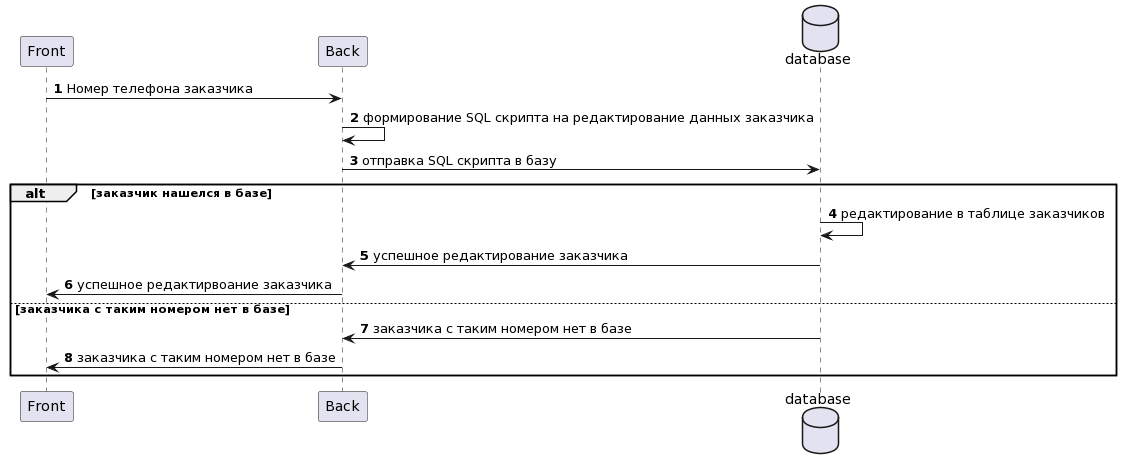 database
Front
Back
1 Номер телефона заказчика
2 формирование SQL скрипта на редактирование данных заказчика
3 отправка SQL скрипта в базу
alt [заказчик нашелся в базе]
4 редактирование в таблице заказчиков
5 успешное редактирование заказчика
6 успешное редактирвоание заказчика
[заказчика с таким номером нет в базе]
7 заказчика с таким номером нет в базе
8 заказчика с таким номером нет в базе
Front
Back
database